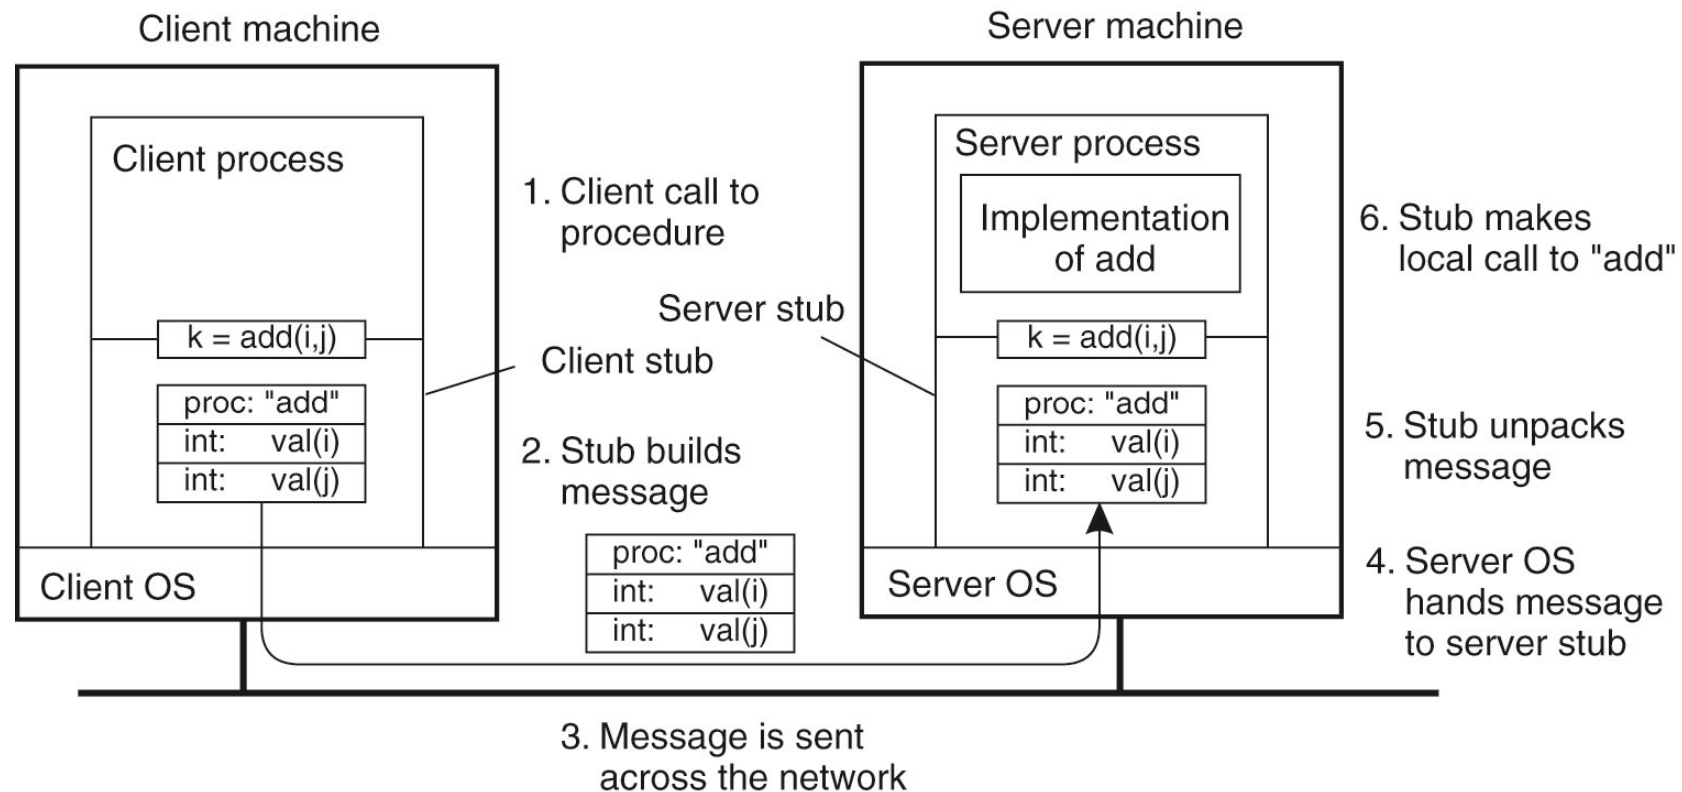 Client machine
Server machine
Client process
1. Client call to
procedure
Server process
Implementation
of add
6. Stub makes
local call to "add"
Server stub
k = add(i,j)
k = add(i,j)
Client stub
proc: "add"
int: val(i)
int: val(j)
2. Stub builds
message
proc: "add"
int: val(i)
int: val(j)
proc: "add"
int: val(i)
int: val(j)
5. Stub unpacks
message
Client OS
Server OS
4. Server OS
hands message
to server stub
3. Message is sent
across the network